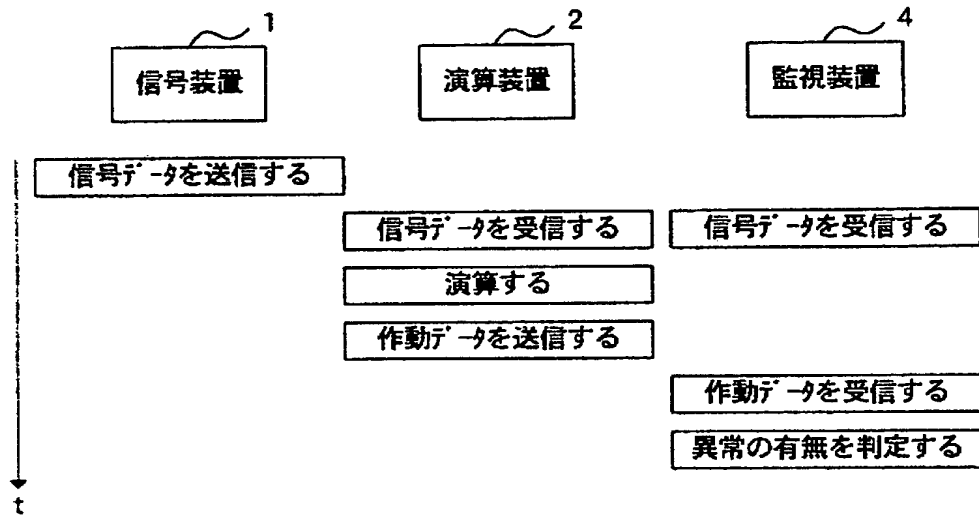 1 2 4
信号装置 演算装置 監視装置
信号データを送信する
信号データを受信する 信号データを受信する
演算する
作動データを送信する
作動データを受信する
異常の有無を判定する
t